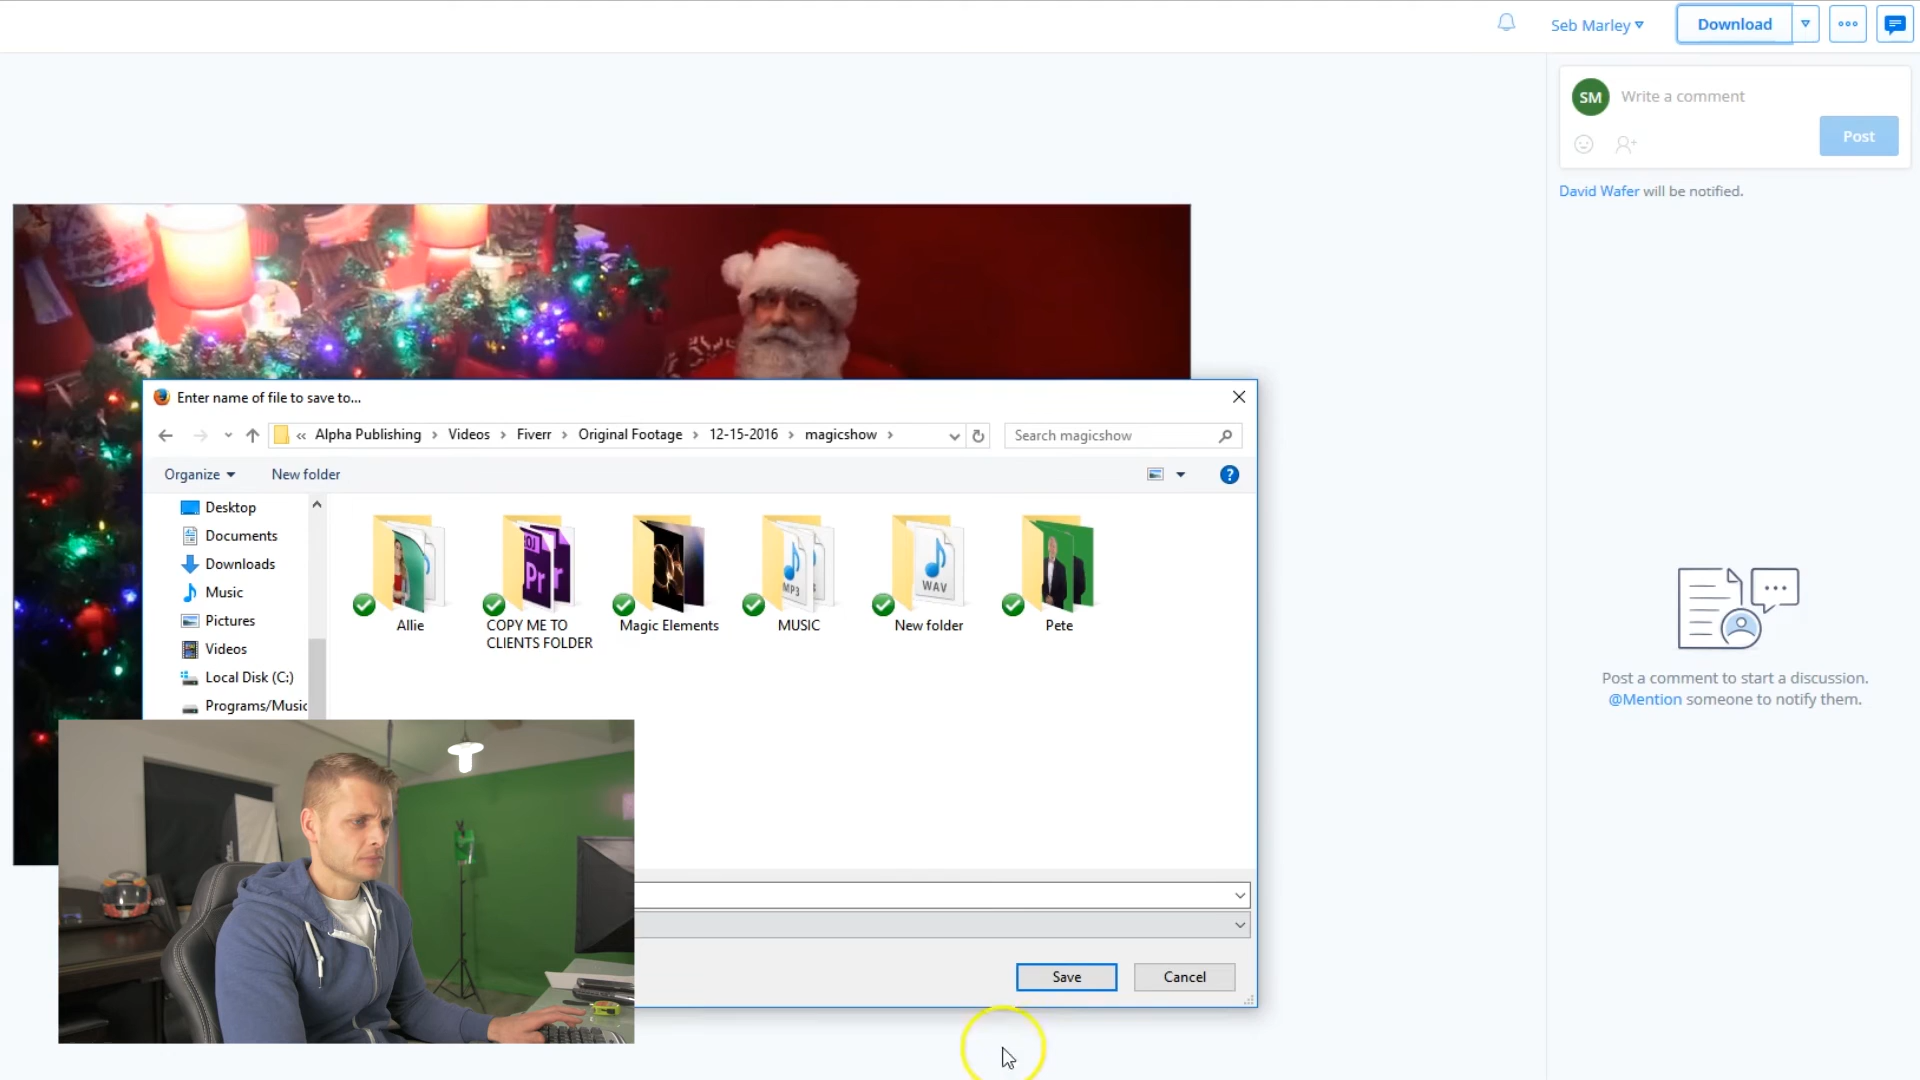 Seb Marley
Download
SM
Write a comment
Post
David Wafer will be notified.
Enter name of file to save to...
« Alpha Publishing › Videos › Fiverr › Original Footage › 12-15-2016 › magicshow ›
Search magicshow
Organize
New folder
?
Desktop
Documents
Downloads
Music
Pictures
Videos
Local Disk (C:)
Programs/Music
Pr
MP3
WAV
Allie
COPY ME TO
CLIENTS FOLDER
Magic Elements
MUSIC
New folder
Pete
Post a comment to start a discussion.
@Mention someone to notify them.
Save
Cancel